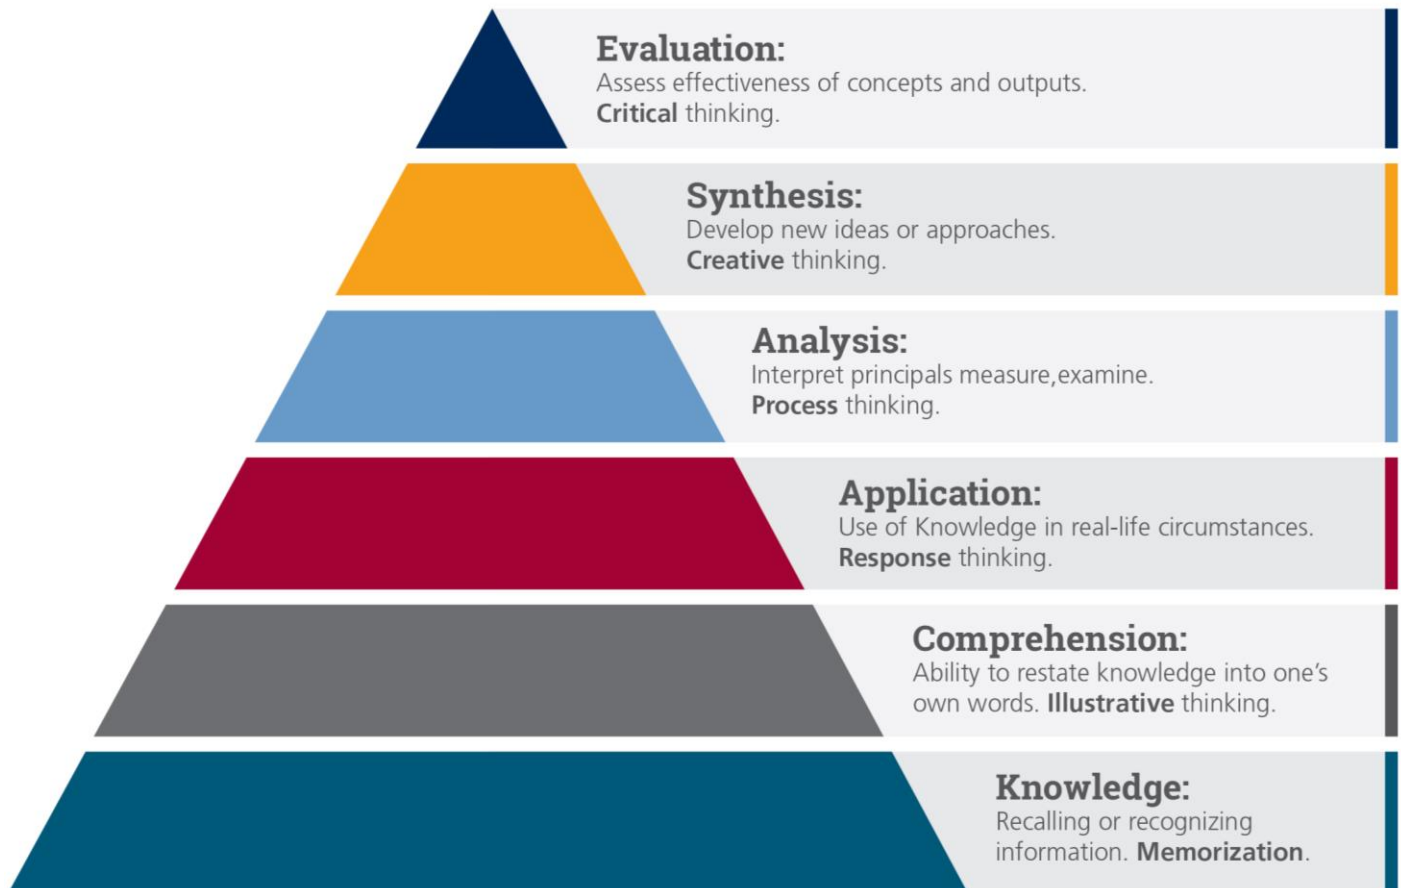 Evaluation:
Assess effectiveness of concepts and outputs.
Critical thinking.
Synthesis:
Develop new ideas or approaches.
Creative thinking.
Analysis:
Interpret principals measure,examine.
Process thinking.
Application:
Use of Knowledge in real-life circumstances.
Response thinking.
Comprehension:
Ability to restate knowledge into one’s
own words. Illustrative thinking.
Knowledge:
Recalling or recognizing
information. Memorization.